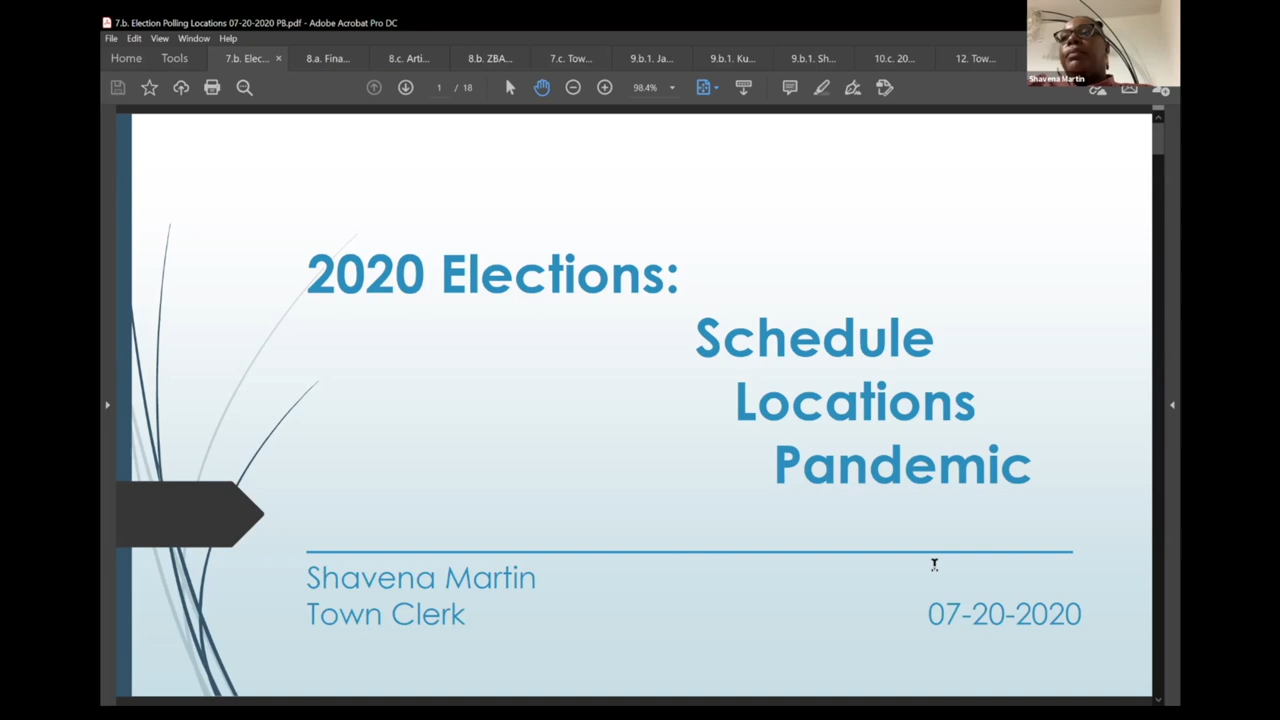 7.b. Election Polling Locations 07-20-2020 PB.pdf - Adobe Acrobat Pro DC
File Edit View Window Help
Home Tools 7.b. Elec... × 8.a. Fina... 8.c. Arti... 8.b. ZBA... 7.c. Tow... 9.b.1. Ja... 9.b.1. Ku... 9.b.1. Sh... 10.c. 20... 12. Tow...
1 / 18 98.4%
Shavena Martin
2020 Elections:
Schedule
Locations
Pandemic
Shavena Martin
Town Clerk 07-20-2020